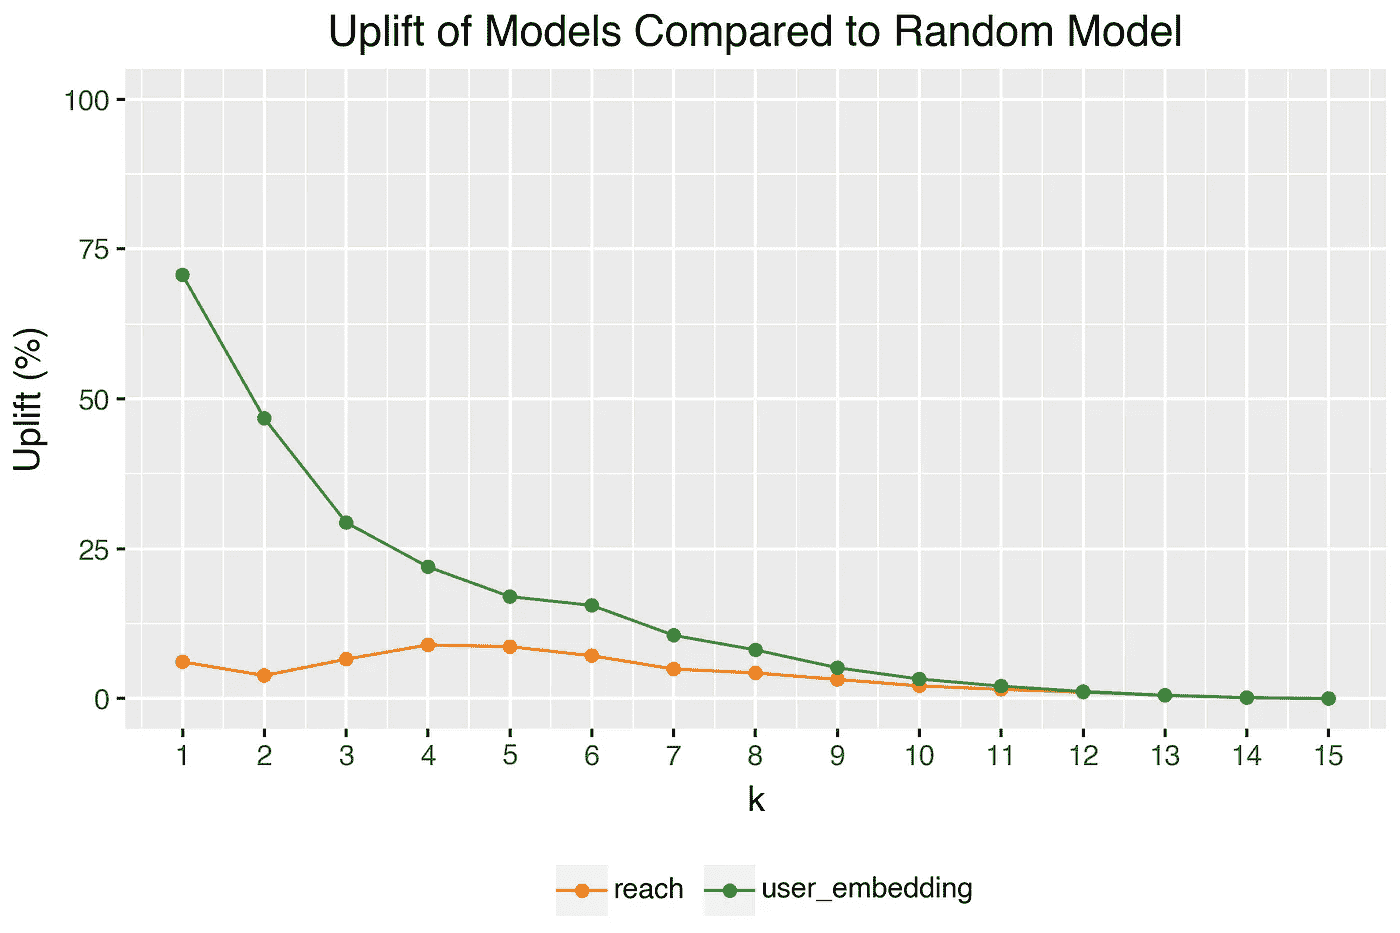 Uplift of Models Compared to Random Model
Uplift (%)
100
75
50
25
0
1 2 3 4 5 6 7 8 9 10 11 12 13 14 15
k
reach user_embedding